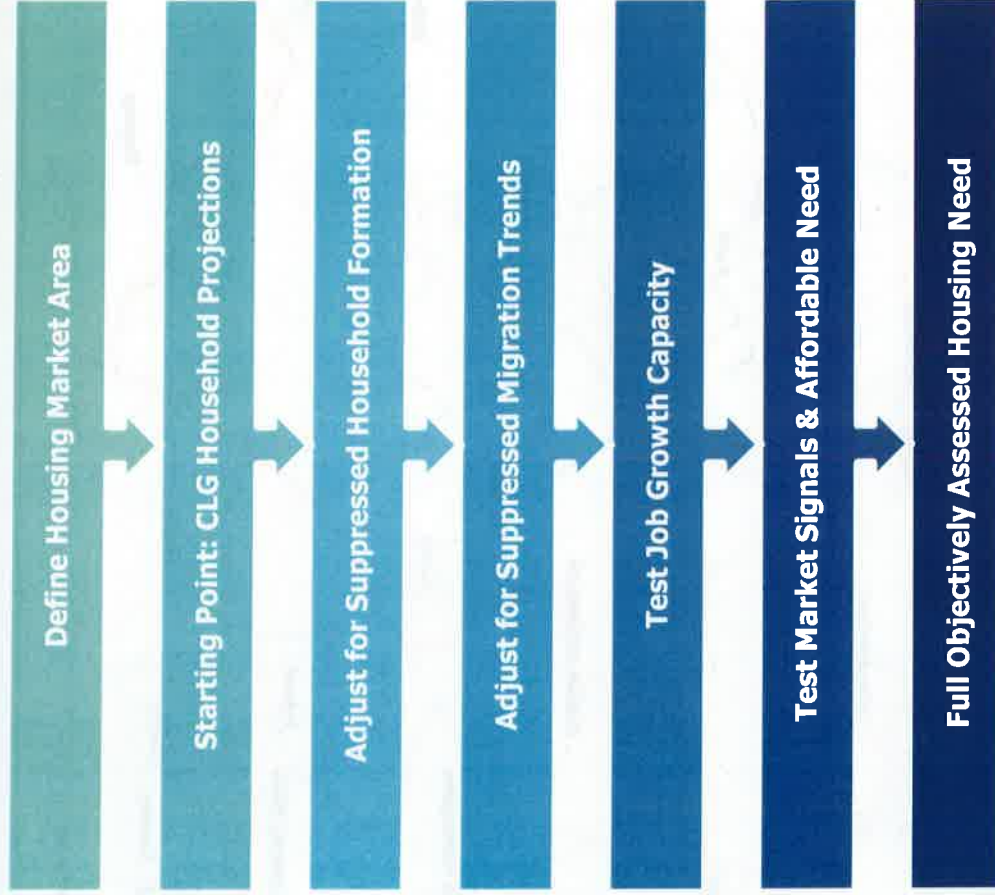 Define Housing Market Area
Starting Point: CLG Household Projections
Adjust for Suppressed Household Formation
Adjust for Suppressed Migration Trends
Test Job Growth Capacity
Test Market Signals & Affordable Need
Full Objectively Assessed Housing Need